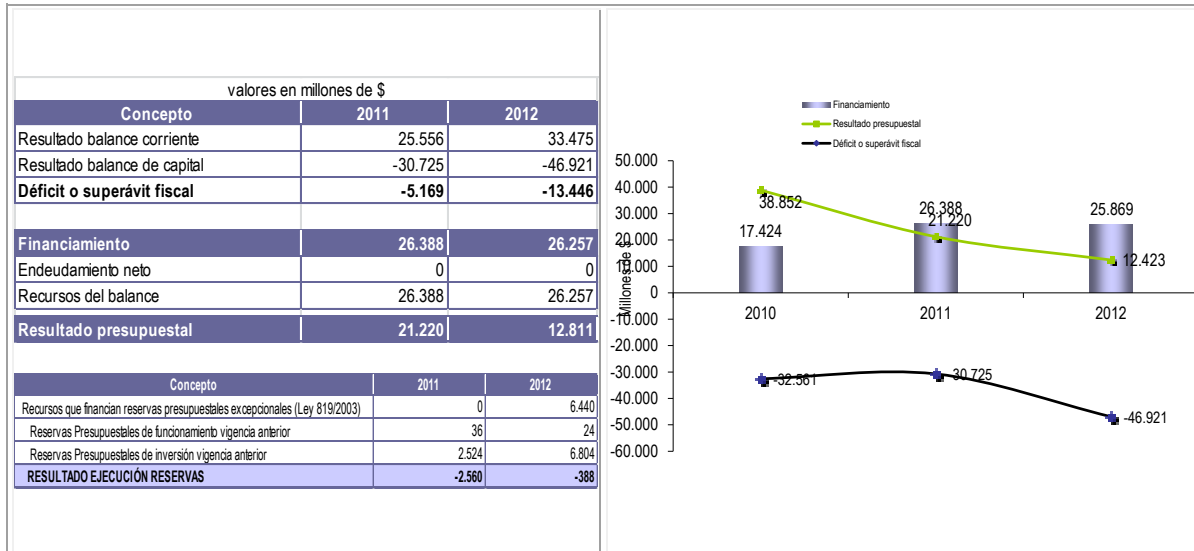 valores en millones de $
Concepto 2011 2012
Resultado balance corriente 25.556 33.475
Resultado balance de capital -30.725 -46.921
Déficit o superávit fiscal -5.169 -13.446
Financiamiento 26.388 26.257
Endeudamiento neto 0 0
Recursos del balance 26.388 26.257
Resultado presupuestal 21.220 12.811
Concepto 2011 2012
Recursos que financian reservas presupuestales excepcionales (Ley 819/2003) 0 6.440
Reservas Presupuestales de funcionamiento vigencia anterior 36 24
Reservas Presupuestales de inversión vigencia anterior 2.524 6.804
RESULTADO EJECUCIÓN RESERVAS -2.560 -388
Financiamiento
Resultado presupuestal
Déficit o superávit fiscal
Millones de $
50.000
40.000
30.000
20.000
10.000
0
-10.000
-20.000
-30.000
-40.000
-50.000
-60.000
38.852
17.424
26.388
21.220
25.869
12.423
2010 2011 2012
-32.561
-30.725
-46.921